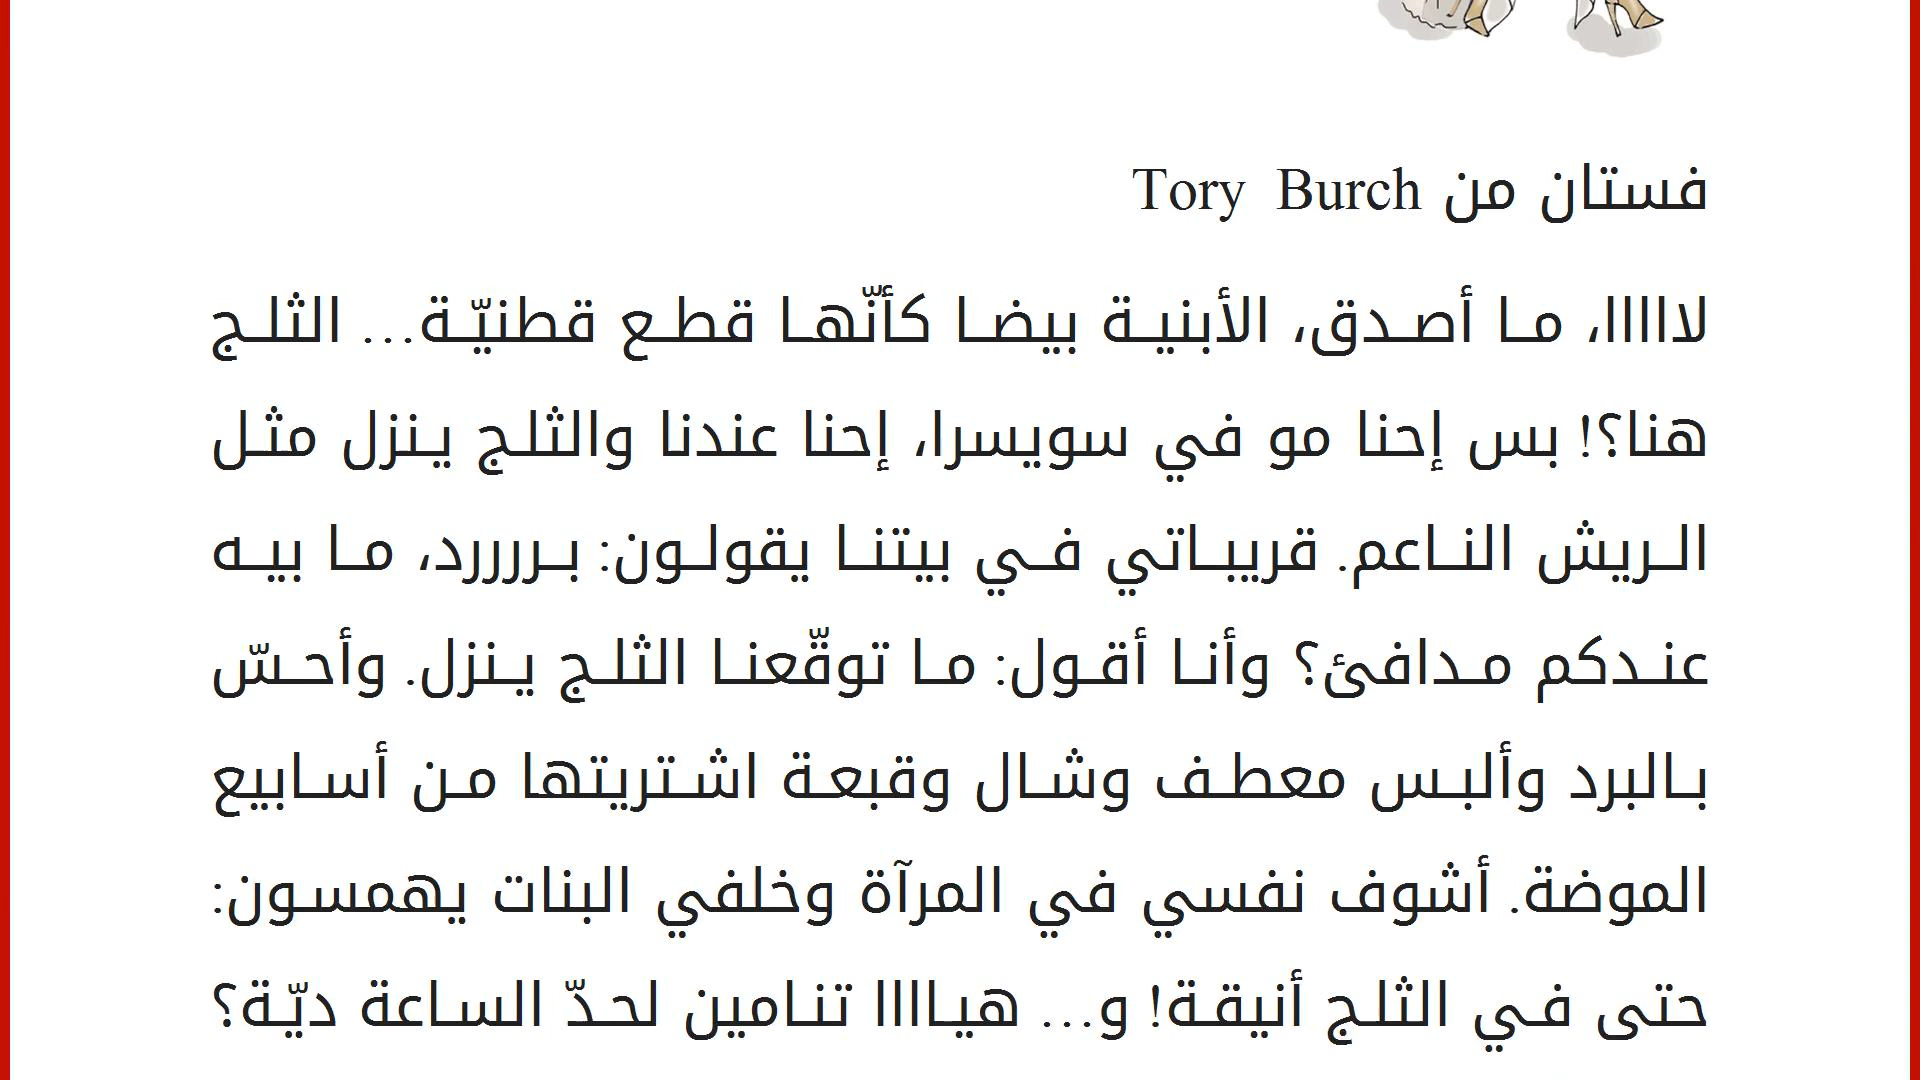 فستان من Tory Burch
لاااااا، ما أصدق، الأبنية بيضا كأنّها قطع قطنيّة... الثلج
هنا؟! بس إحنا مو في سويسرا، إحنا عندنا والثلج ينزل مثل
الريش الناعم. قريباتي في بيتنا يقولون: بررررد، ما بيه
عندكم مدافئ؟ وأنا أقول: ما توقّعنا الثلج ينزل. وأحسّ
بالبرد وألبس معطف وشال وقبعة اشتريتها من أسابيع
الموضة. أشوف نفسي في المرآة وخلفي البنات يهمسون:
حتى في الثلج أنيقة! و... هياااا تنامين لحدّ الساعة ديّة؟